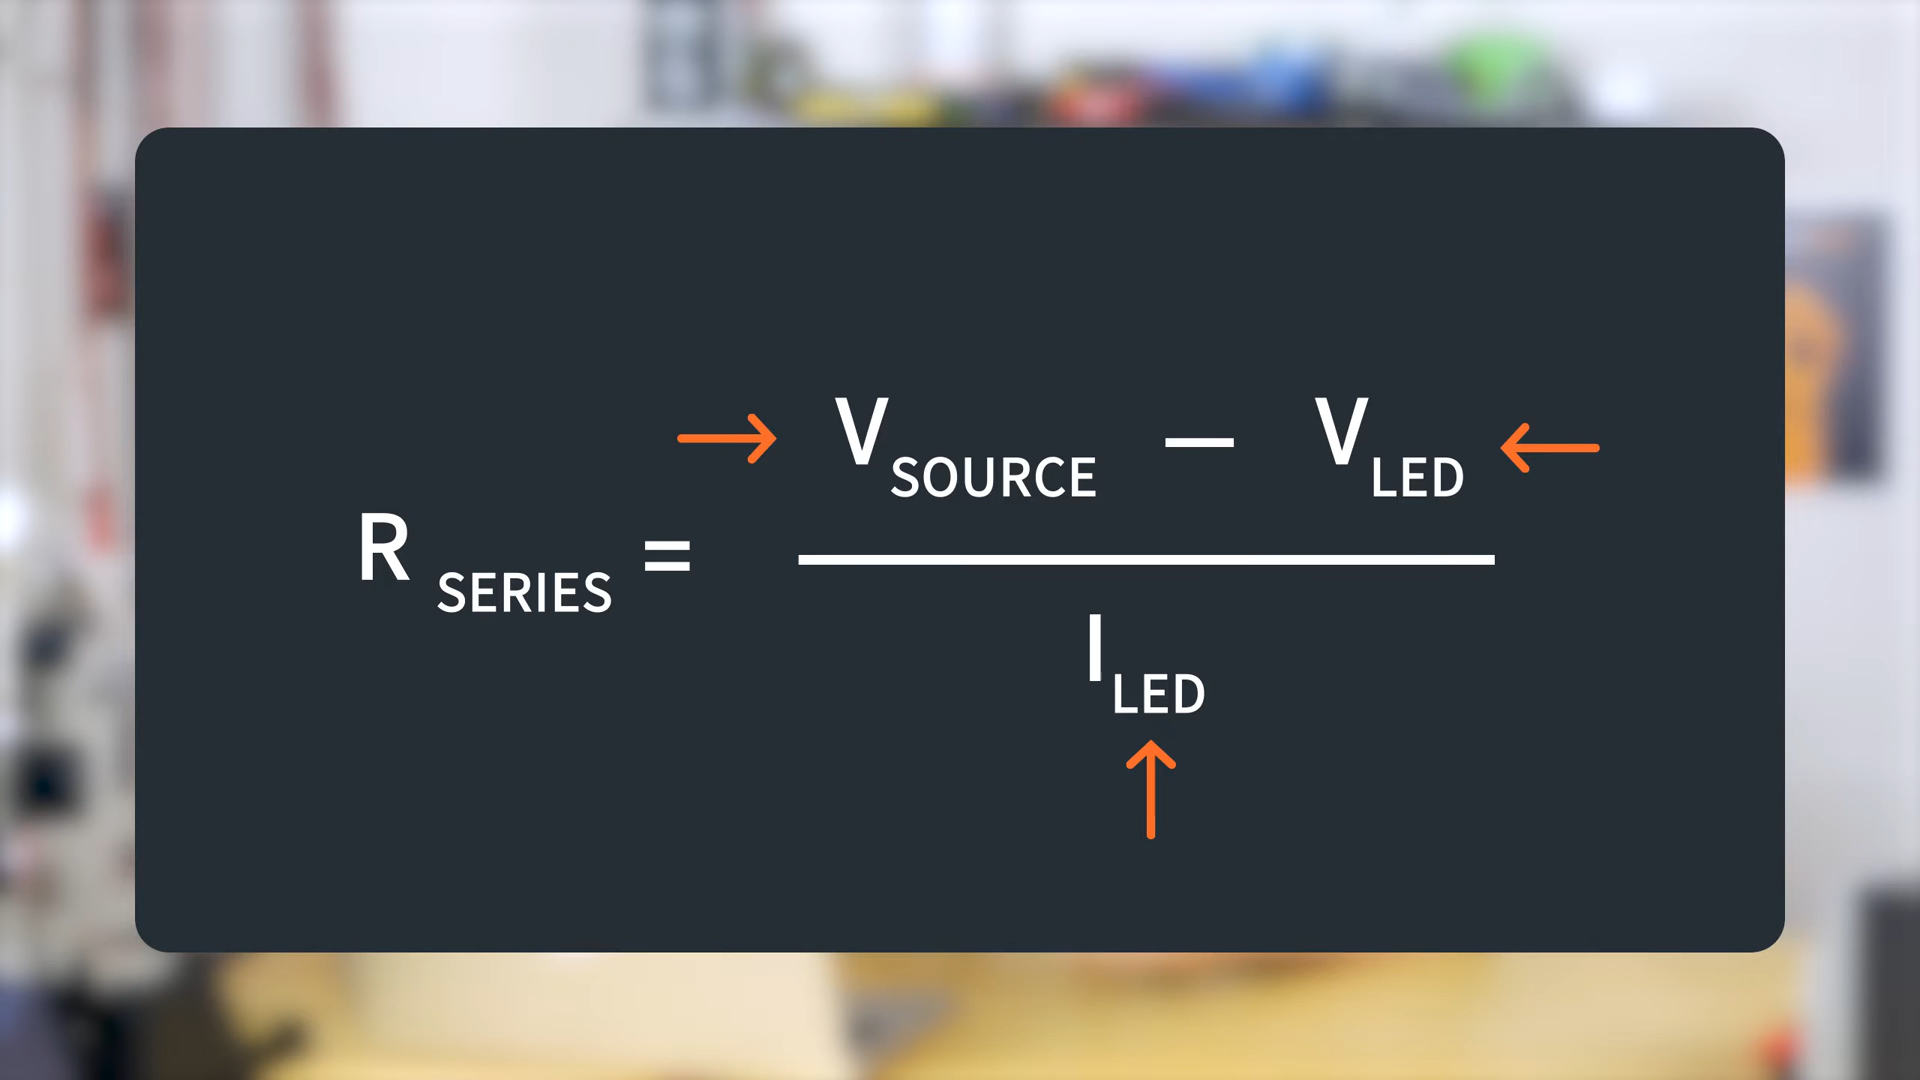 V SOURCE — V LED
R SERIES =
I LED